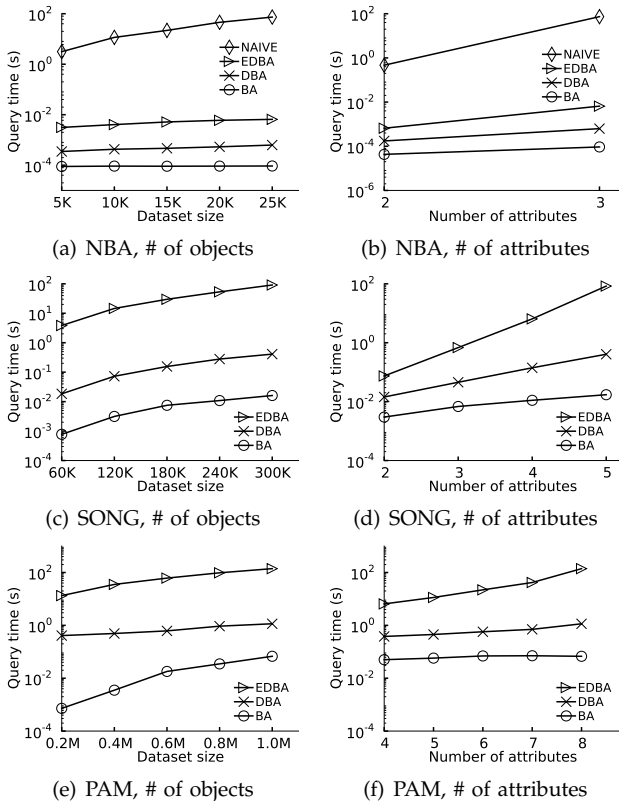 Query time (s)
10^2
10^0
10^-2
10^-4
NAIVE
EDBA
DBA
BA
5K 10K 15K 20K 25K
Dataset size
(a) NBA, # of objects
Query time (s)
10^2
10^0
10^-2
10^-4
10^-6
NAIVE
EDBA
DBA
BA
2 3
Number of attributes
(b) NBA, # of attributes
Query time (s)
10^2
10^1
10^0
10^-1
10^-2
10^-3
10^-4
EDBA
DBA
BA
60K 120K 180K 240K 300K
Dataset size
(c) SONG, # of objects
Query time (s)
10^2
10^0
10^-1
10^-2
10^-4
EDBA
DBA
BA
2 3 4 5
Number of attributes
(d) SONG, # of attributes
Query time (s)
10^2
10^0
10^-2
10^-4
EDBA
DBA
BA
0.2M 0.4M 0.6M 0.8M 1.0M
Dataset size
(e) PAM, # of objects
Query time (s)
10^2
10^0
10^-2
10^-4
EDBA
DBA
BA
4 5 6 7 8
Number of attributes
(f) PAM, # of attributes